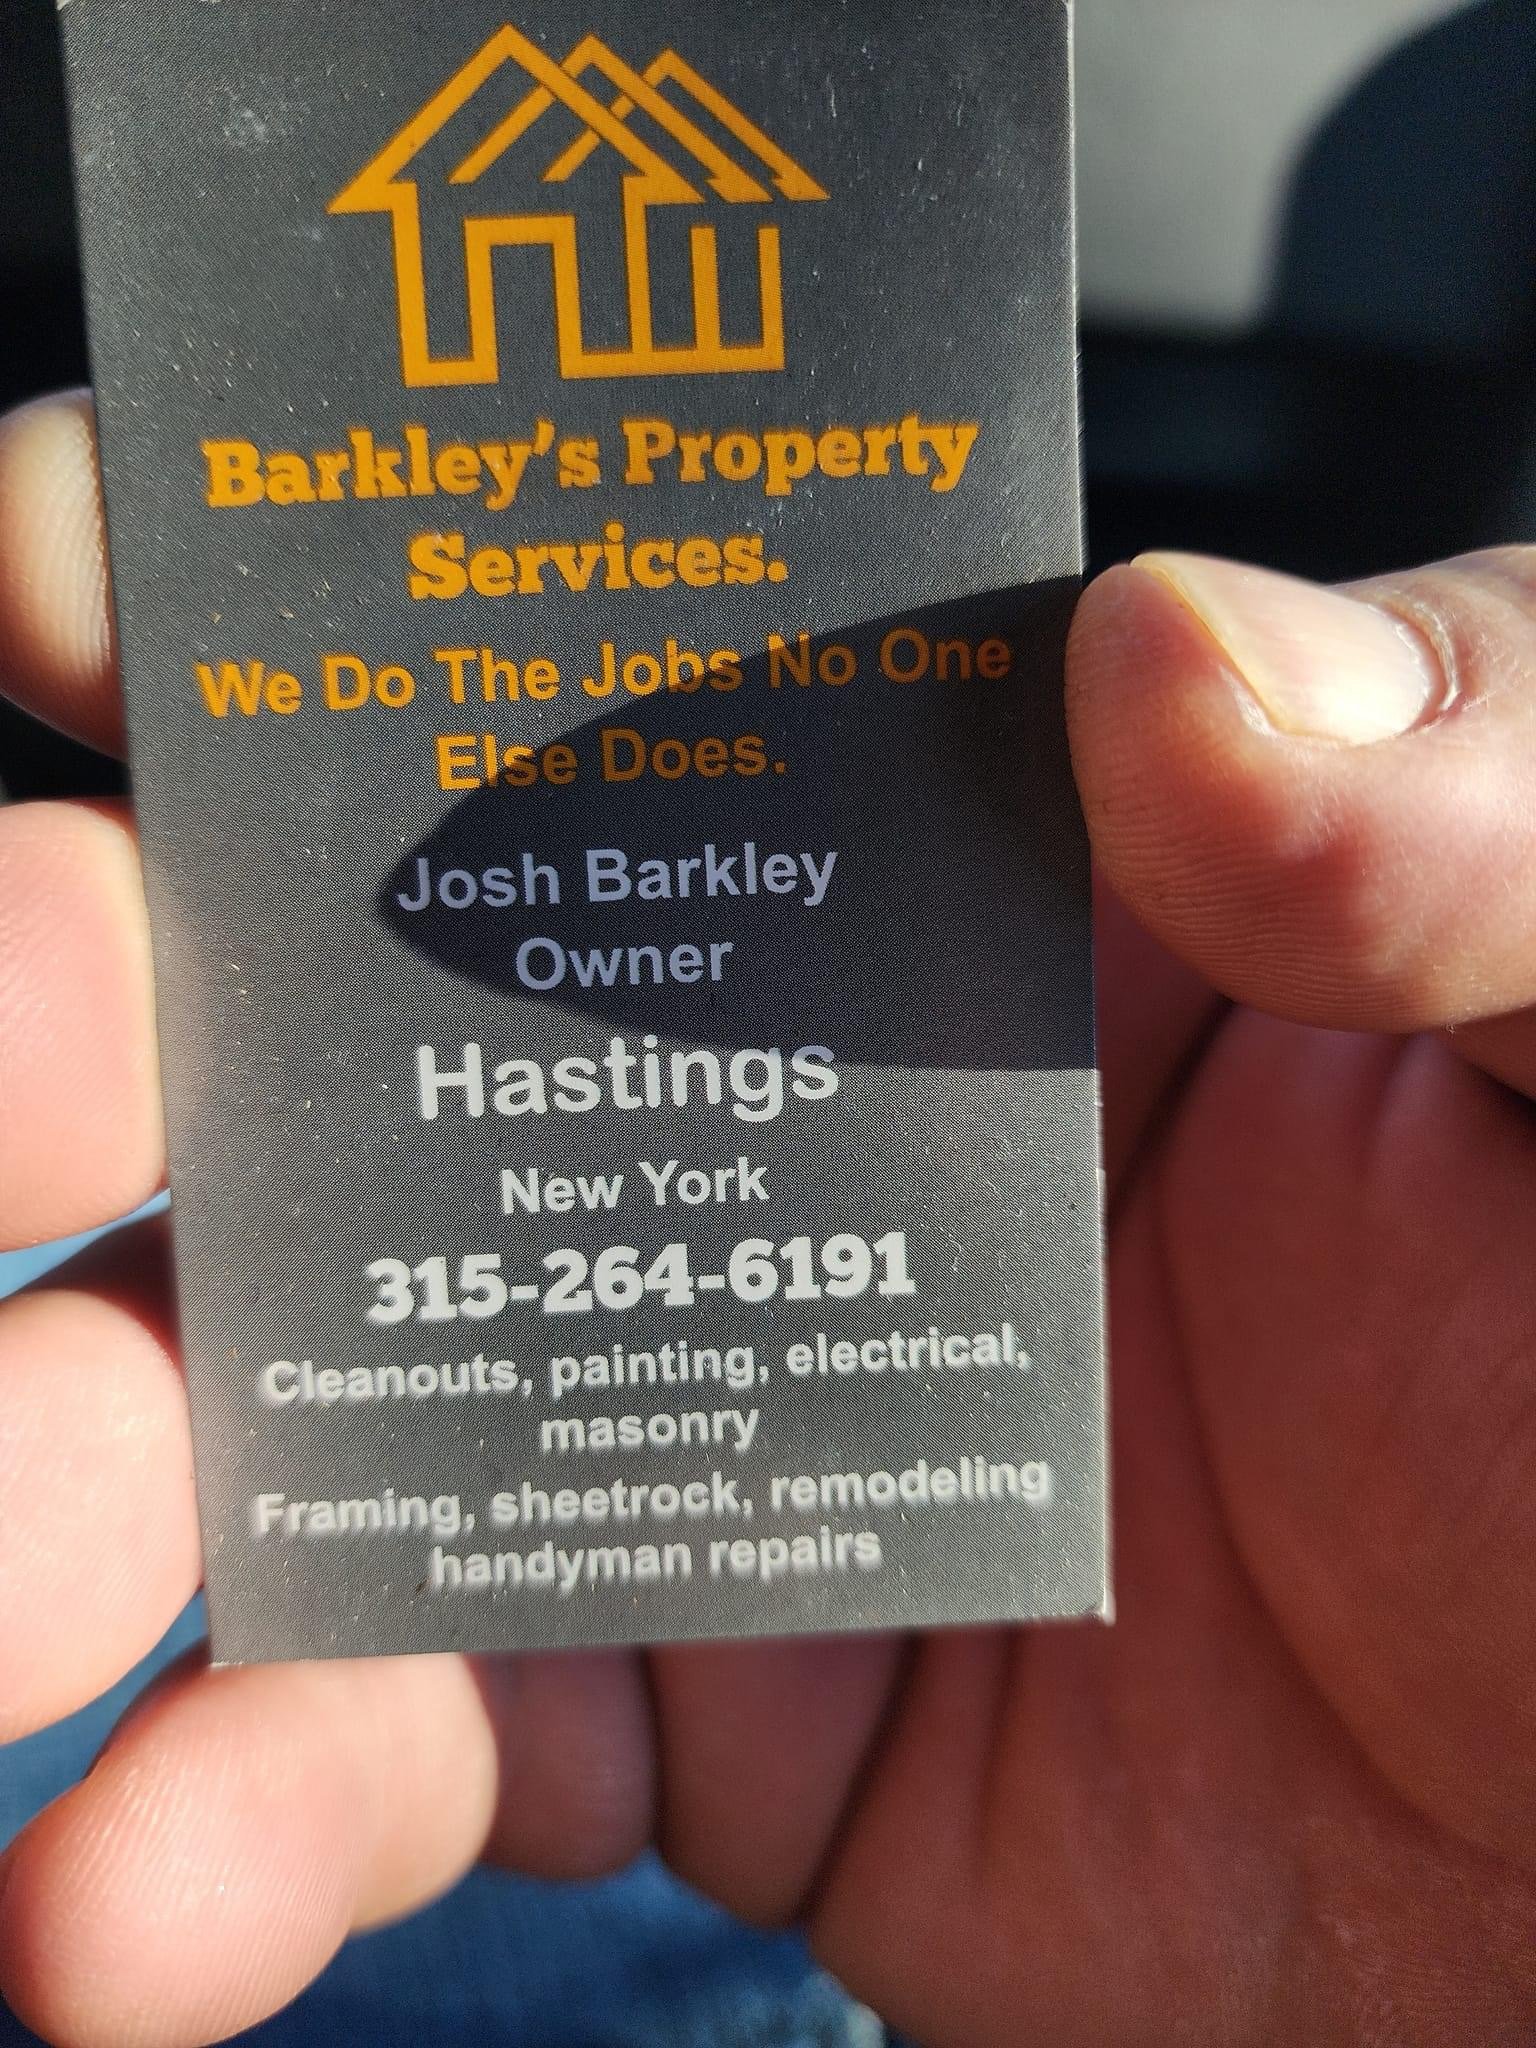 Barkley's Property
Services.
We Do The Jobs No One
Else Does.
Josh Barkley
Owner
Hastings
New York
315-264-6191
Cleanouts, painting, electrical,
masonry
Framing, sheetrock, remodeling
handyman repairs